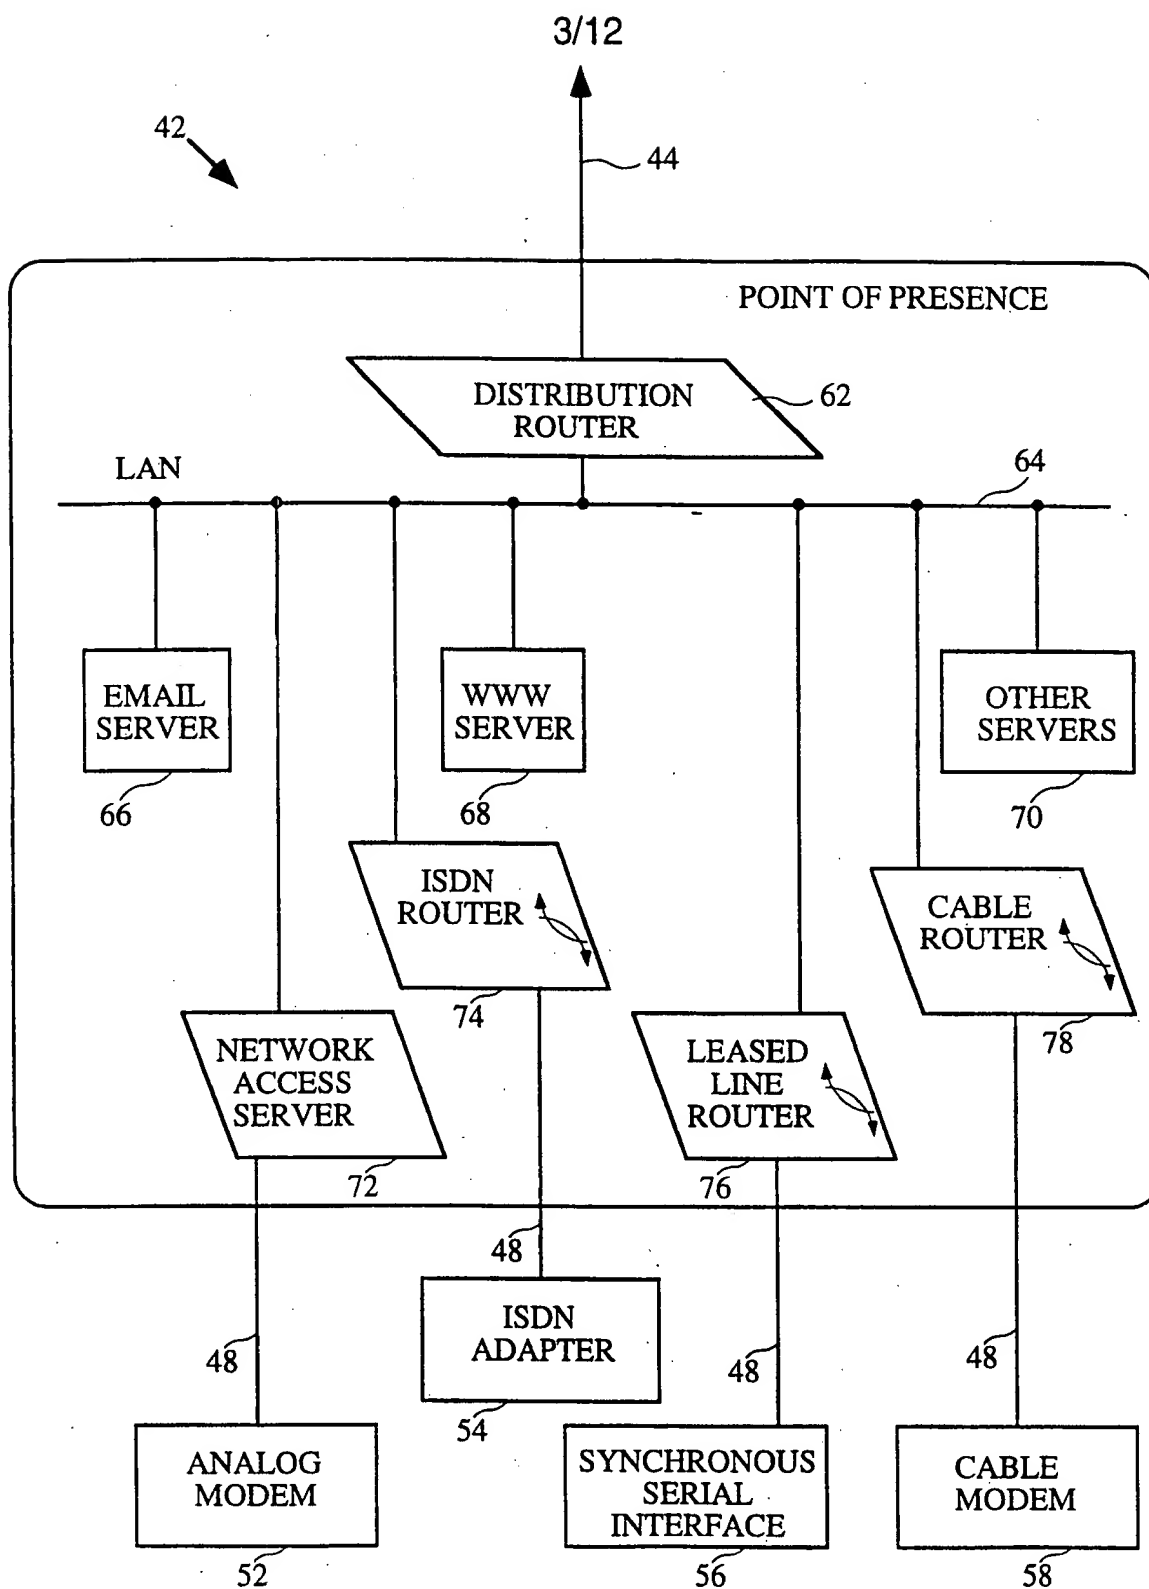 3/12
42
44
POINT OF PRESENCE
DISTRIBUTION
ROUTER
62
LAN
64
EMAIL
SERVER
66
WWW
SERVER
68
OTHER
SERVERS
70
ISDN
ROUTER
74
CABLE
ROUTER
78
NETWORK
ACCESS
SERVER
72
LEASED
LINE
ROUTER
76
48
ISDN
ADAPTER
54
48
48
48
ANALOG
MODEM
52
SYNCHRONOUS
SERIAL
INTERFACE
56
CABLE
MODEM
58